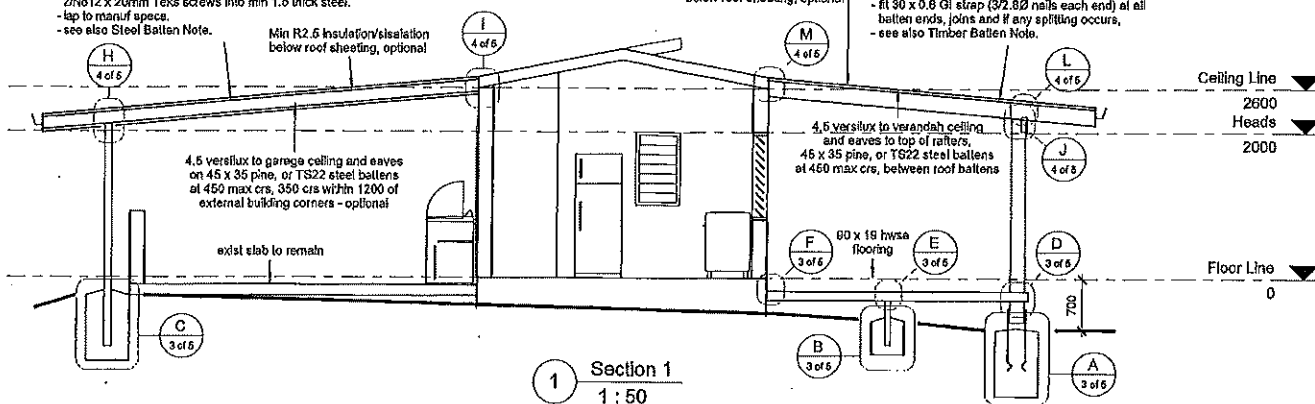 2/No12 x 20mm Teks screws into min 1.5 thick steel.
- lap to manuf specs.
- see also Steel Batten Note.
Min R2.5 insulation/sisalation
below roof sheeting, optional
below roof sheeting, optional
- fit 30 x 0.8 GI strap (3/2.8Ø nails each end) at all
batten ends, joins and if any splitting occurs,
- see also Timber Batten Note.
H
4 of 5
I
4 of 5
M
4 of 5
L
4 of 5
Ceiling Line
2600
Heads
2000
J
4 of 5
4.5 versilux to garage ceiling and eaves
on 45 x 35 pine, or TS22 steel battens
at 450 max crs, 350 crs within 1200 of
external building corners - optional
4.5 versilux to verandah ceiling
and eaves to top of rafters,
45 x 35 pine, or TS22 steel battens
at 450 max crs, between roof battens
exist slab to remain
F
3 of 5
90 x 19 hwse
flooring
E
3 of 5
D
3 of 5
Floor Line
0
700
C
3 of 5
B
3 of 5
A
3 of 5
1
Section 1
1 : 50